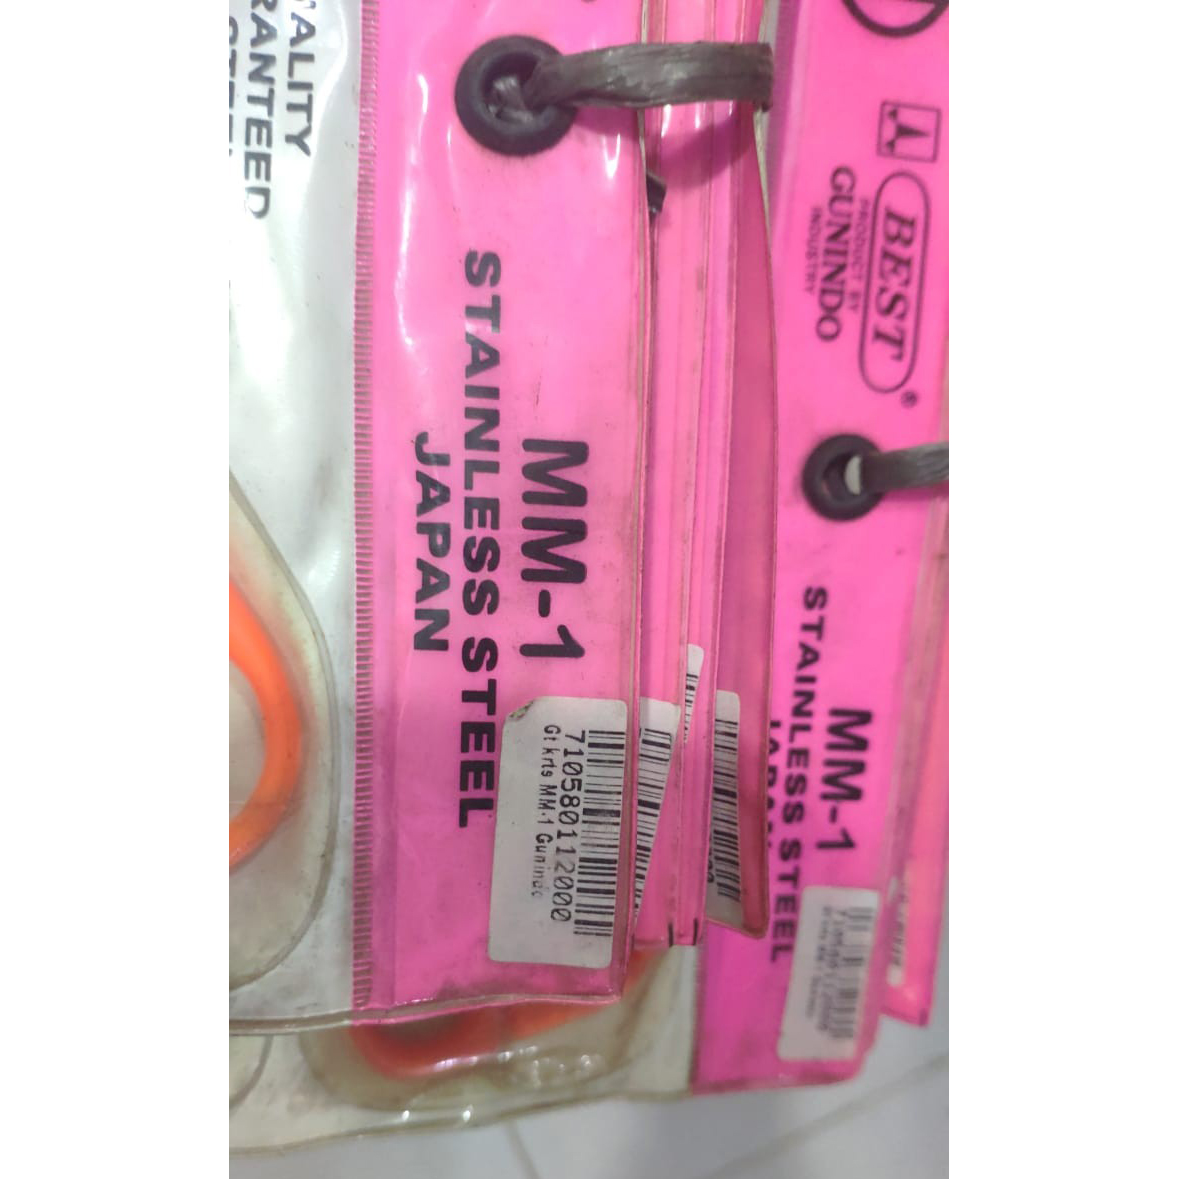 ALITY
RANTEED
MM-1
STAINLESS STEEL
JAPAN
7105801112000
Gt krts MM-1 Gunindo
BEST
®
PRODUCT BY
GUNINDO
INDUSTRY
MM-1
STAINLESS STEEL
JAPAN